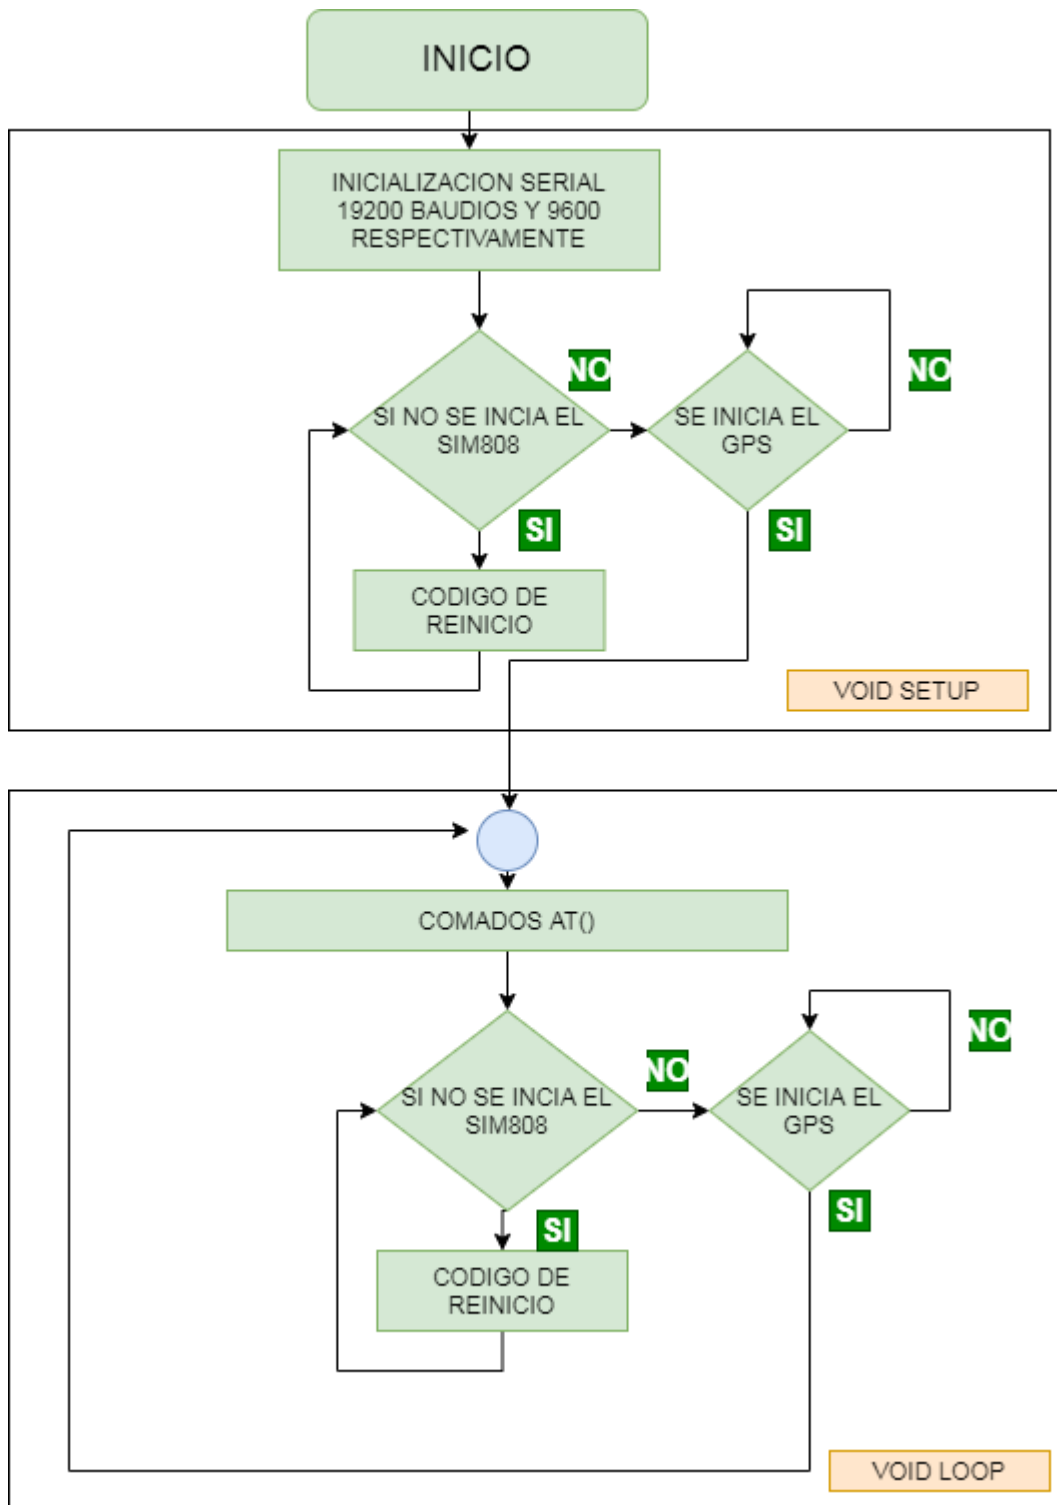 INICIO
INICIALIZACION SERIAL
19200 BAUDIOS Y 9600
RESPECTIVAMENTE
SI NO SE INCIA EL
SIM808
NO
SE INICIA EL
GPS
NO
SI
SI
CODIGO DE
REINICIO
VOID SETUP
COMADOS AT()
SI NO SE INCIA EL
SIM808
NO
SE INICIA EL
GPS
NO
SI
SI
CODIGO DE
REINICIO
VOID LOOP